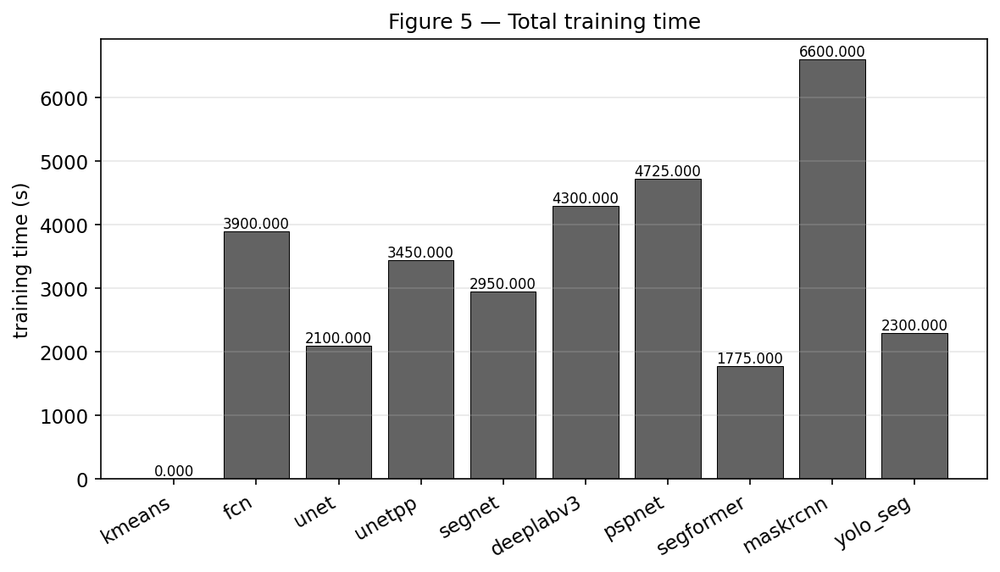 Figure 5 — Total training time
training time (s)
6000
5000
4000
3000
2000
1000
0
0.000
3900.000
2100.000
3450.000
2950.000
4300.000
4725.000
1775.000
6600.000
2300.000
kmeans
fcn
unet
unetpp
segnet
deeplabv3
pspnet
segformer
maskrcnn
yolo_seg